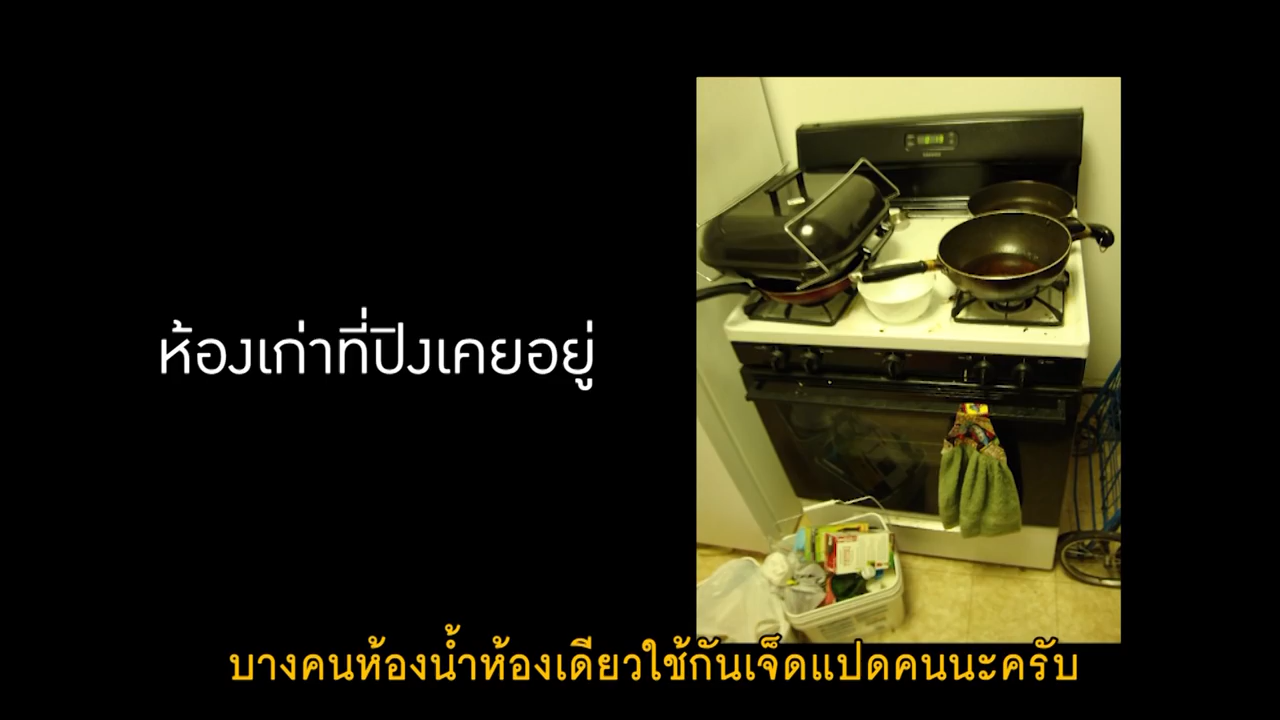 ห้องเก่าที่ปิงเคยอยู่
บางคนห้องน้ำห้องเดียวใช้กันเจ็ดแปดคนนะครับ